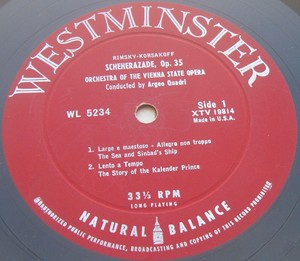 WESTMINSTER
RIMSKY-KORSAKOFF
SCHEHERAZADE, Op. 35
ORCHESTRA OF THE VIENNA STATE OPERA
Conducted by Argeo Quadri
WL 5234
Side 1
XTV 19814
Made in U.S.A.
1. Largo e maestoso - Allegro non troppo
The Sea and Sinbad's Ship
2. Lento a Tempo
The Story of the Kalender Prince
33⅓ RPM
LONG PLAYING
NATURAL BALANCE
UNAUTHORIZED PUBLIC PERFORMANCE, BROADCASTING AND COPYING OF THIS RECORD PROHIBITED